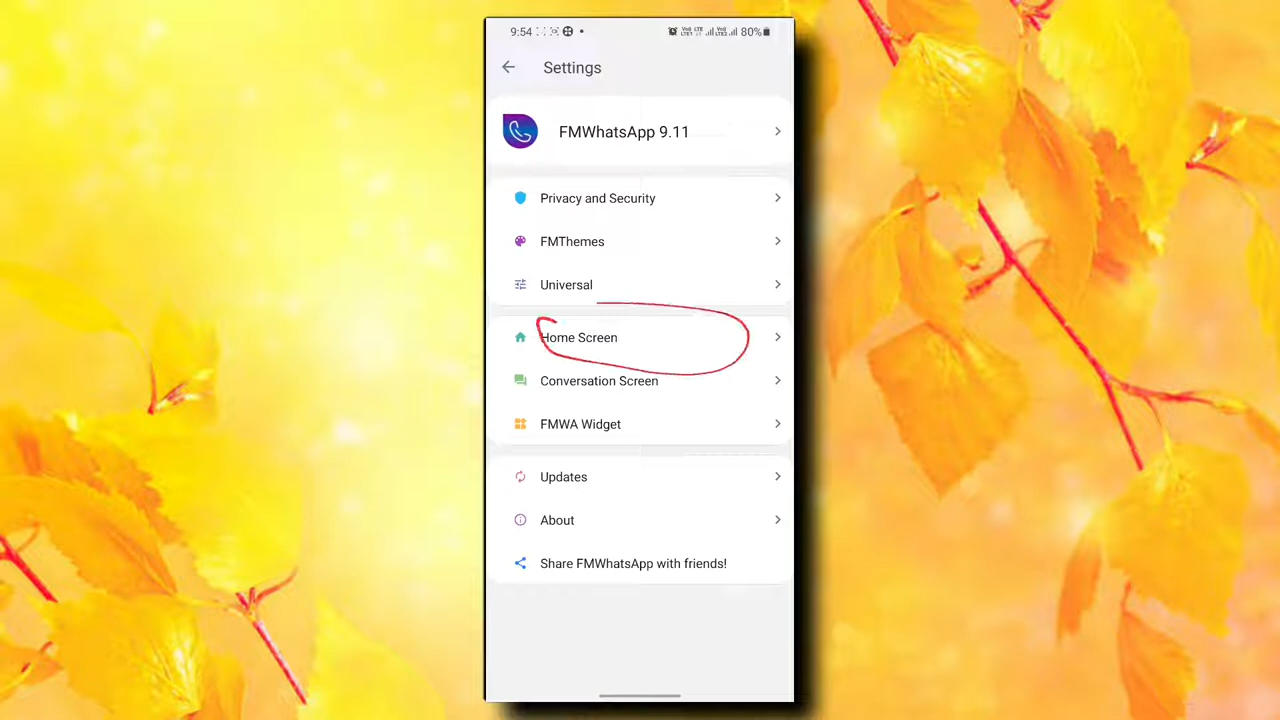 9:54 80%
Settings
FMWhatsApp 9.11
Privacy and Security
FMThemes
Universal
Home Screen
Conversation Screen
FMWA Widget
Updates
About
Share FMWhatsApp with friends!